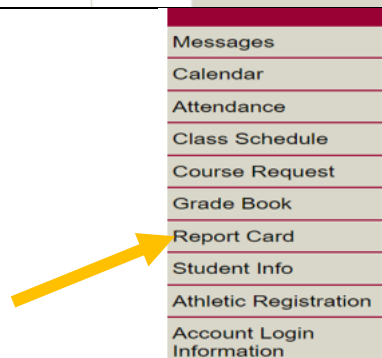 Messages
Calendar
Attendance
Class Schedule
Course Request
Grade Book
Report Card
Student Info
Athletic Registration
Account Login
Information